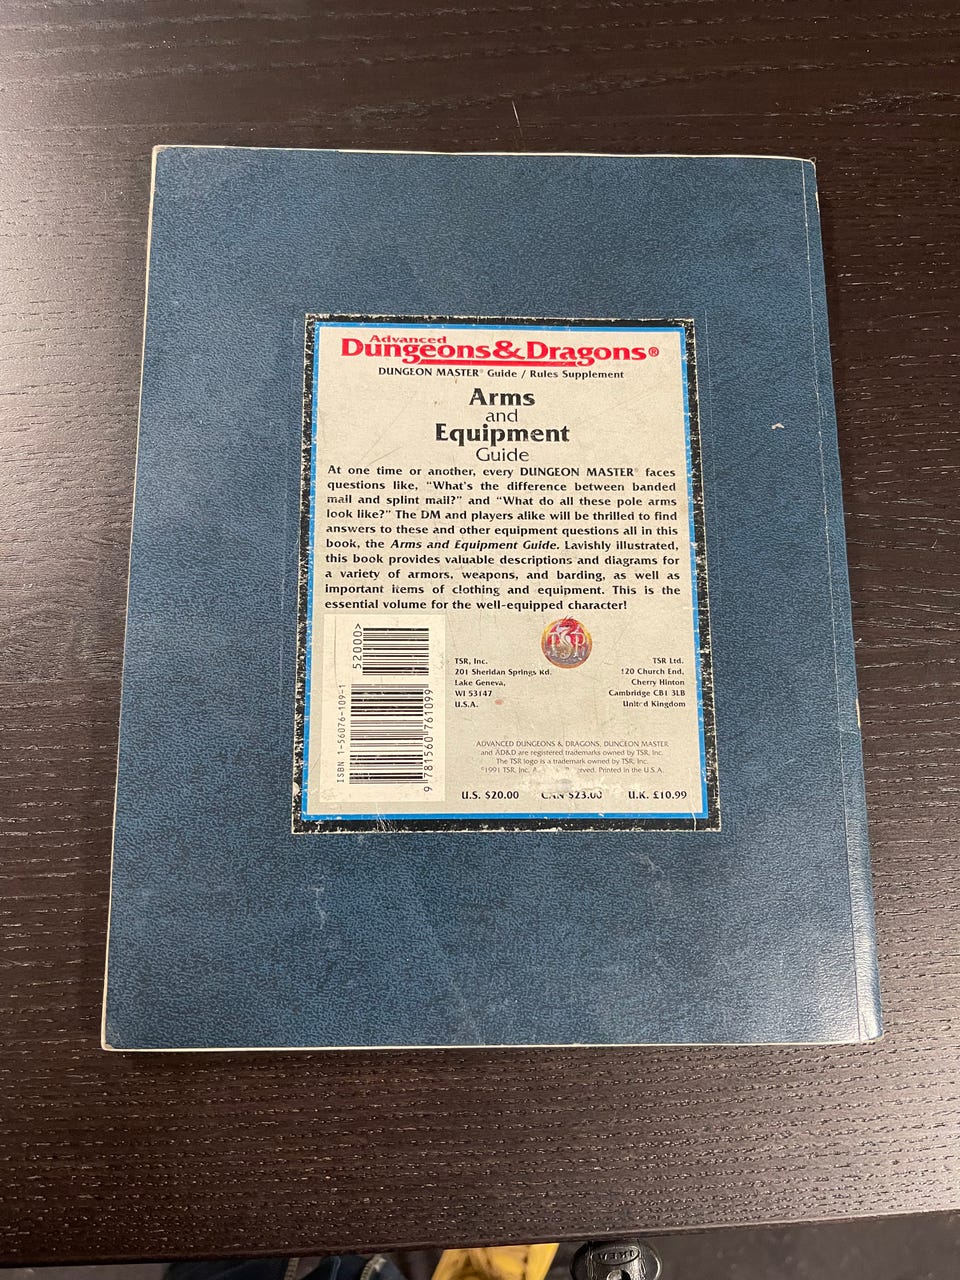 Advanced
Dungeons & Dragons®
DUNGEON MASTER® Guide / Rules Supplement
Arms
and
Equipment
Guide
At one time or another, every DUNGEON MASTER® faces
questions like, "What's the difference between banded
mail and splint mail?" and "What do all these pole arms
look like?" The DM and players alike will be thrilled to find
answers to these and other equipment questions all in this
book, the Arms and Equipment Guide. Lavishly illustrated,
this book provides valuable descriptions and diagrams for
a variety of armors, weapons, and barding, as well as
important items of clothing and equipment. This is the
essential volume for the well-equipped character!
52000>
ISBN 1-56076-109-1
9 781560 761099
TSR
TSR, Inc.
201 Sheridan Springs Rd.
Lake Geneva,
WI 53147
U.S.A.
TSR Ltd.
120 Church End,
Cherry Hinton
Cambridge CB1 3LB
United Kingdom
ADVANCED DUNGEONS & DRAGONS, DUNGEON MASTER
and AD&D are registered trademarks owned by TSR, Inc.
The TSR logo is a trademark owned by TSR, Inc.
©1991 TSR, Inc. Reserved. Printed in the U.S.A.
U.S. $20.00 CAN $23.00 U.K. £10.99
IKEA